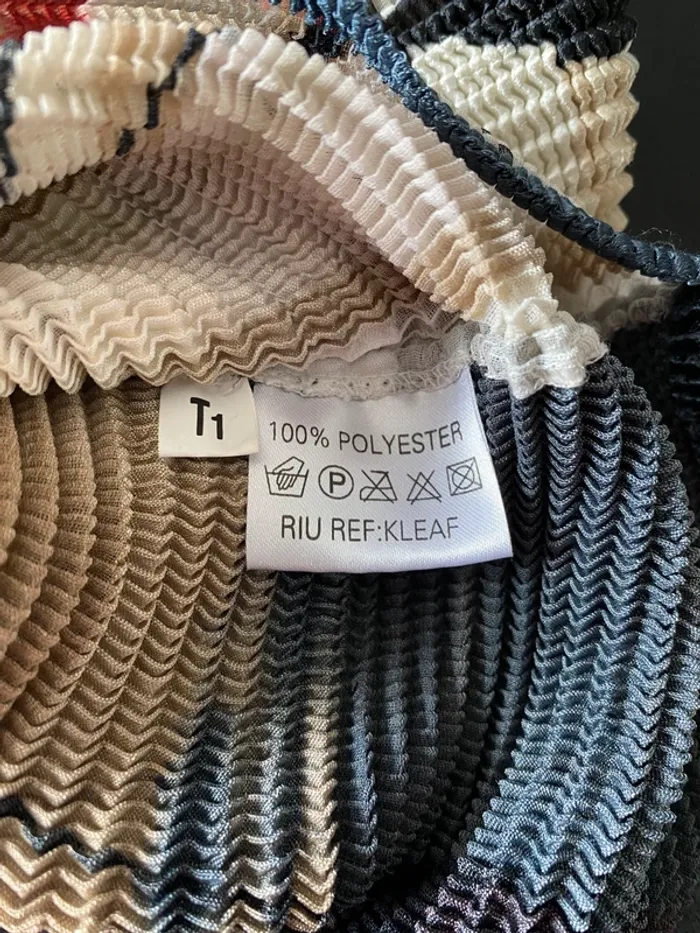 T1
100% POLYESTER
P
RIU REF:KLEAF